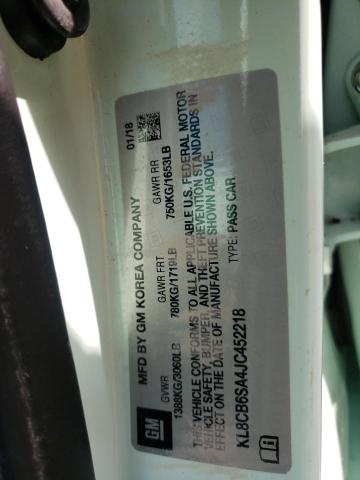 GM
MFD BY GM KOREA COMPANY 01/18
GVWR GAWR FRT GAWR RR
1388KG/3060LB 780KG/1719LB 750KG/1653LB
THIS VEHICLE CONFORMS TO ALL APPLICABLE U.S. FEDERAL MOTOR
VEHICLE SAFETY, BUMPER, AND THEFT PREVENTION STANDARDS IN
EFFECT ON THE DATE OF MANUFACTURE SHOWN ABOVE.
TYPE: PASS CAR
KL8CB6SA4JC452218